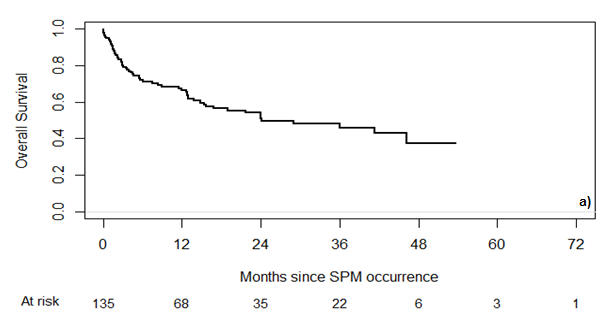 Overall Survival
1.0
0.8
0.6
0.4
0.2
0.0
a)
0 12 24 36 48 60 72
Months since SPM occurrence
At risk 135 68 35 22 6 3 1